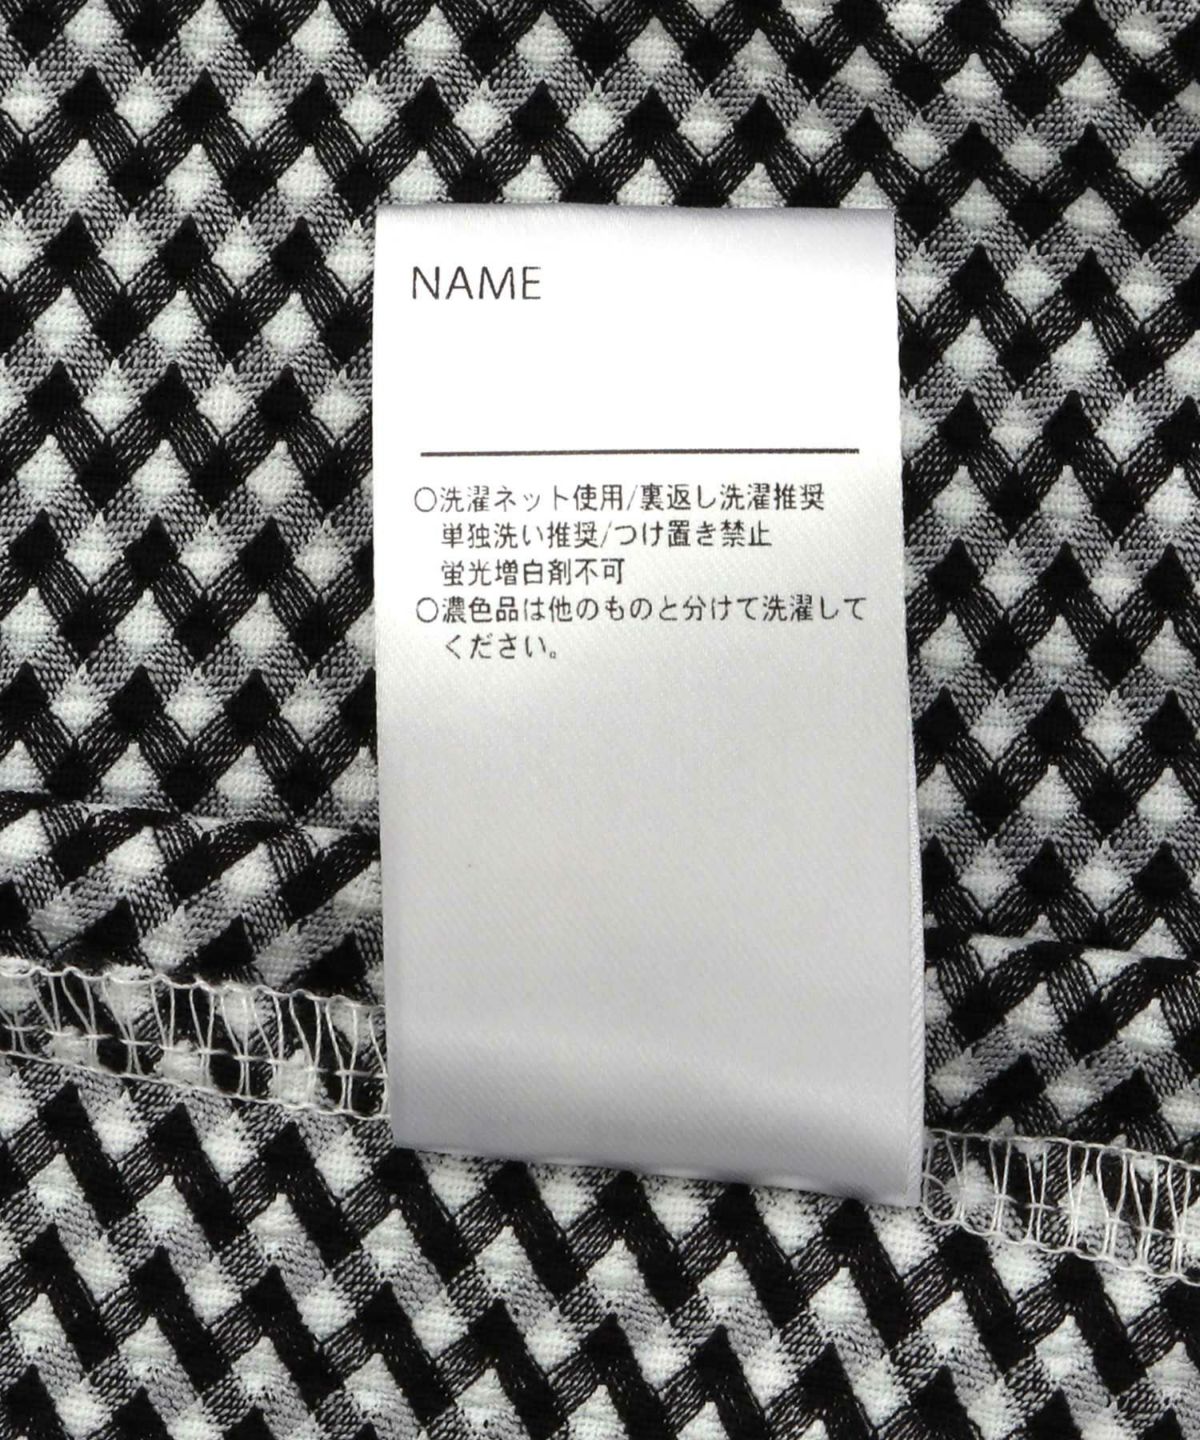 NAME
〇洗濯ネット使用/裏返し洗濯推奨
単独洗い推奨/つけ置き禁止
蛍光増白剤不可
〇濃色品は他のものと分けて洗濯して
ください。